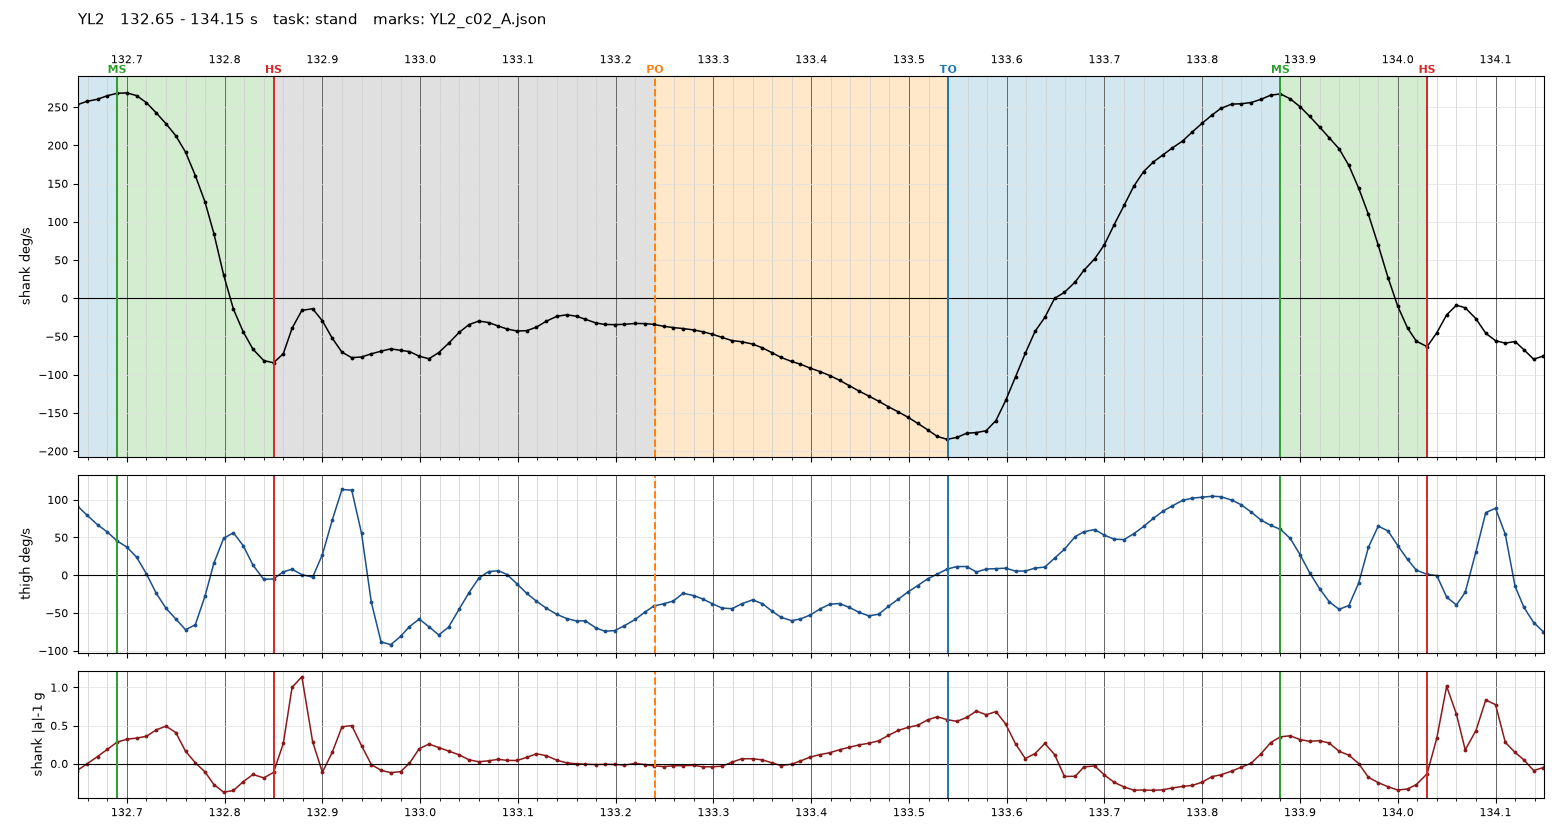 YL2   132.65 - 134.15 s   task: stand   marks: YL2_c02_A.json
132.7 132.8 132.9 133.0 133.1 133.2 133.3 133.4 133.5 133.6 133.7 133.8 133.9 134.0 134.1
MS HS PO TO MS HS
shank deg/s
250
200
150
100
50
0
−50
−100
−150
−200
thigh deg/s
100
50
0
−50
−100
shank |a|-1 g
1.0
0.5
0.0
132.7 132.8 132.9 133.0 133.1 133.2 133.3 133.4 133.5 133.6 133.7 133.8 133.9 134.0 134.1